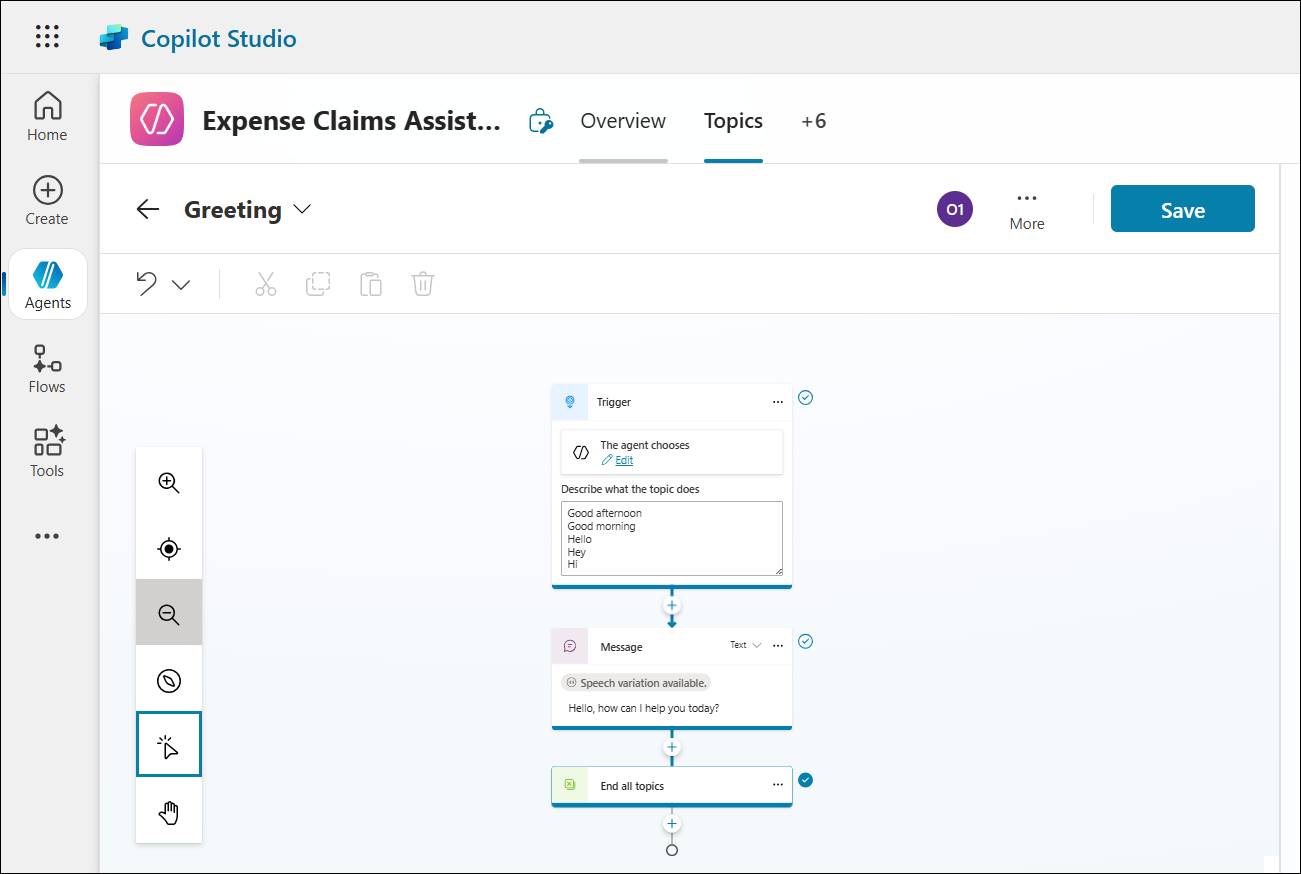 Copilot Studio
Home
Create
Agents
Flows
Tools
Expense Claims Assist...
Overview
Topics
+6
Greeting
O1
More
Save
Trigger
The agent chooses
Edit
Describe what the topic does
Good afternoon
Good morning
Hello
Hey
Hi
Message
Text
Speech variation available.
Hello, how can I help you today?
End all topics